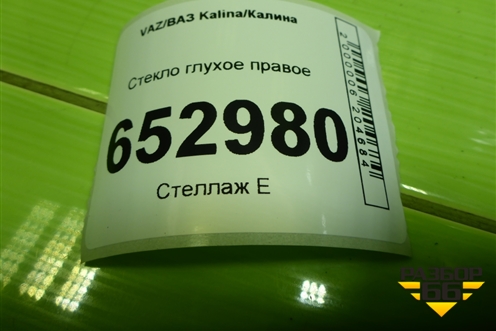 VAZ/ВАЗ Kalina/Калина
Стекло глухое правое
652980
Стеллаж Е
2000006204684
РАЗБОР
66